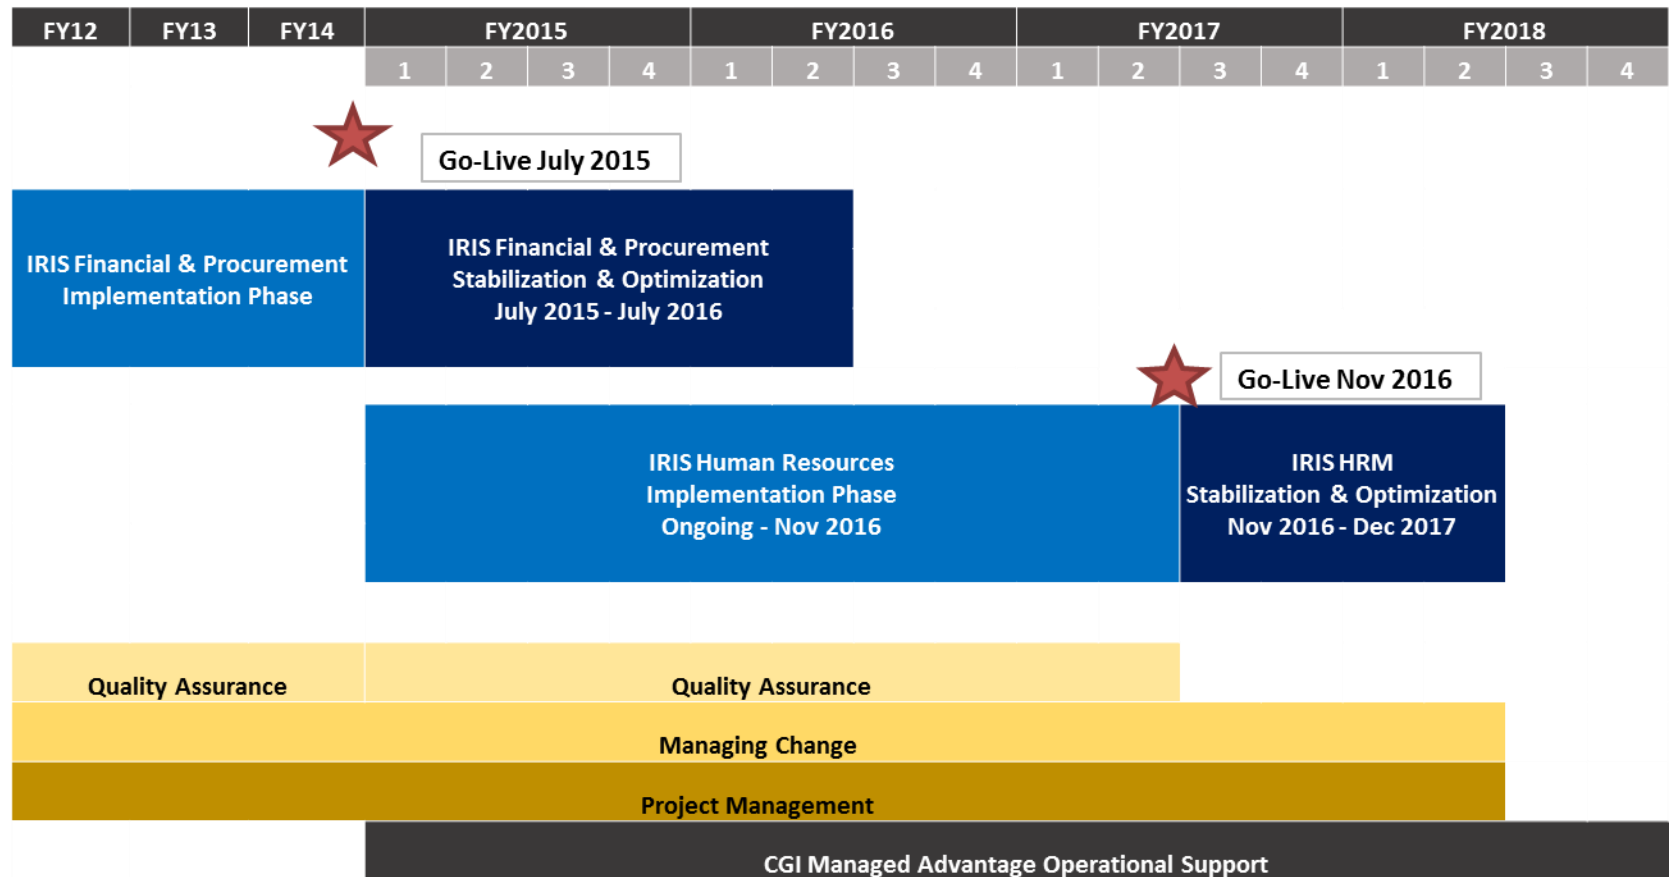 FY12 FY13 FY14 FY2015 FY2016 FY2017 FY2018
1 2 3 4 1 2 3 4 1 2 3 4 1 2 3 4
Go-Live July 2015
IRIS Financial & Procurement
Implementation Phase
IRIS Financial & Procurement
Stabilization & Optimization
July 2015 - July 2016
Go-Live Nov 2016
IRIS Human Resources
Implementation Phase
Ongoing - Nov 2016
IRIS HRM
Stabilization & Optimization
Nov 2016 - Dec 2017
Quality Assurance
Quality Assurance
Managing Change
Project Management
CGI Managed Advantage Operational Support